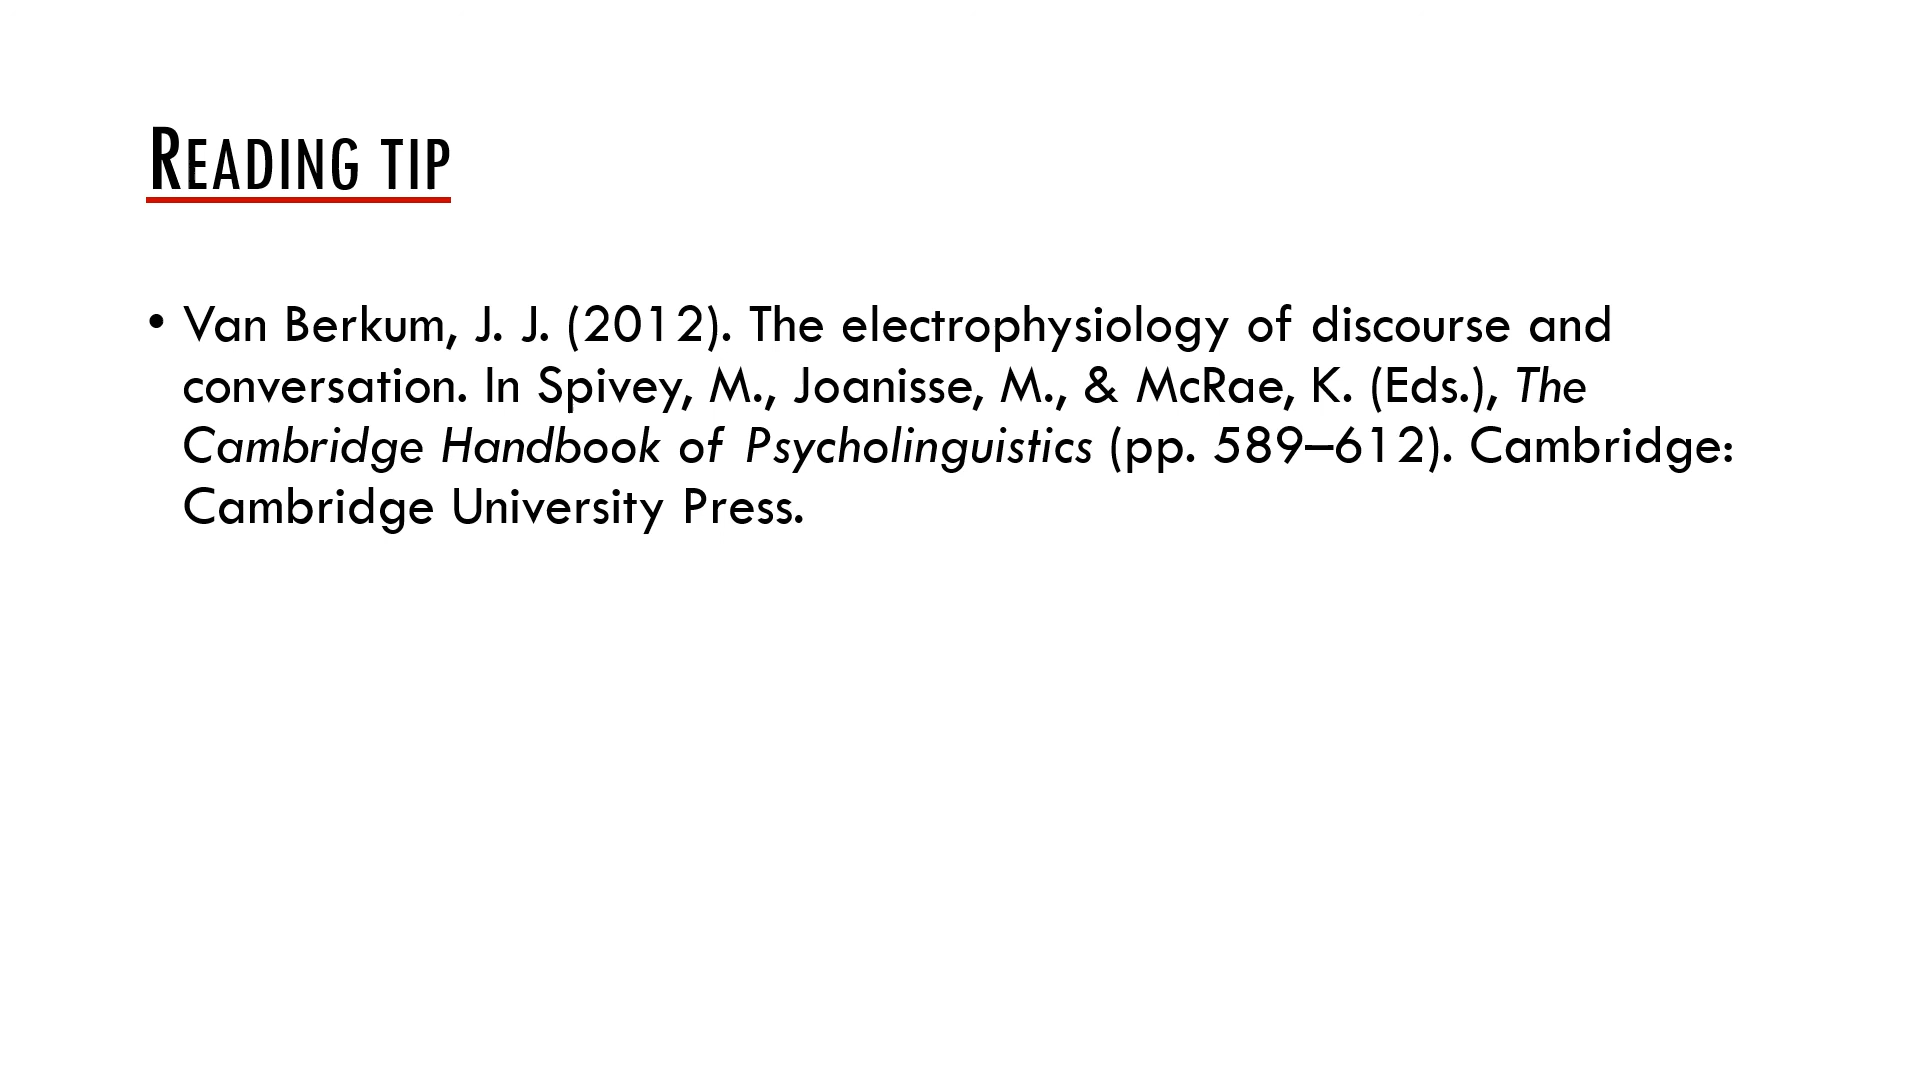 Reading tip
• Van Berkum, J. J. (2012). The electrophysiology of discourse and
conversation. In Spivey, M., Joanisse, M., & McRae, K. (Eds.), The
Cambridge Handbook of Psycholinguistics (pp. 589–612). Cambridge:
Cambridge University Press.